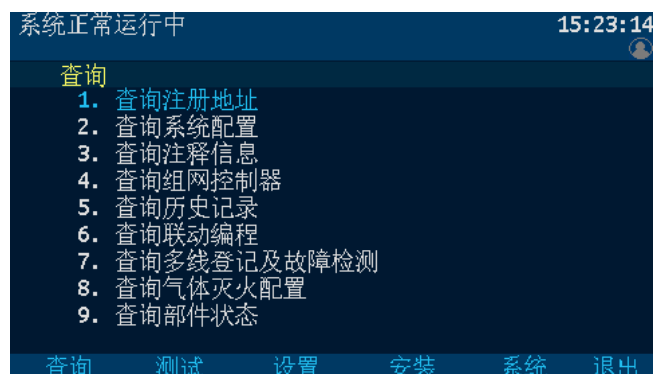 系统正常运行中 15:23:14
查询
1. 查询注册地址
2. 查询系统配置
3. 查询注释信息
4. 查询组网控制器
5. 查询历史记录
6. 查询联动编程
7. 查询多线登记及故障检测
8. 查询气体灭火配置
9. 查询部件状态
查询 测试 设置 安装 系统 退出